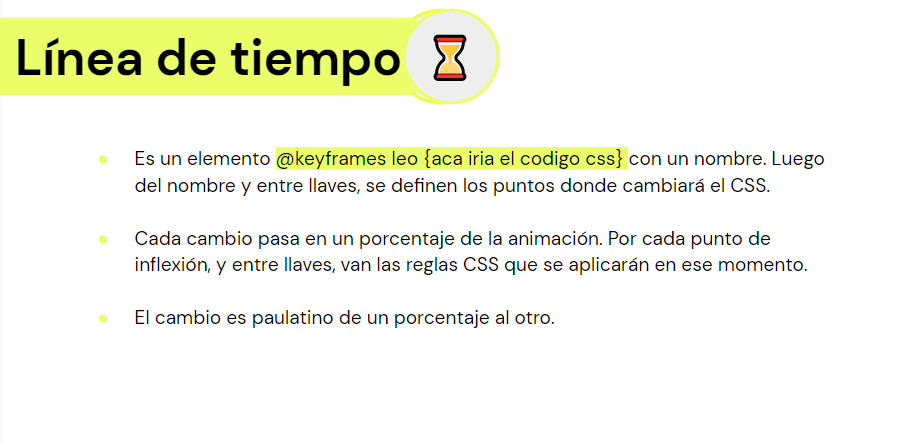 Línea de tiempo
Es un elemento @keyframes leo {aca iria el codigo css} con un nombre. Luego
del nombre y entre llaves, se definen los puntos donde cambiará el CSS.
Cada cambio pasa en un porcentaje de la animación. Por cada punto de
inflexión, y entre llaves, van las reglas CSS que se aplicarán en ese momento.
El cambio es paulatino de un porcentaje al otro.